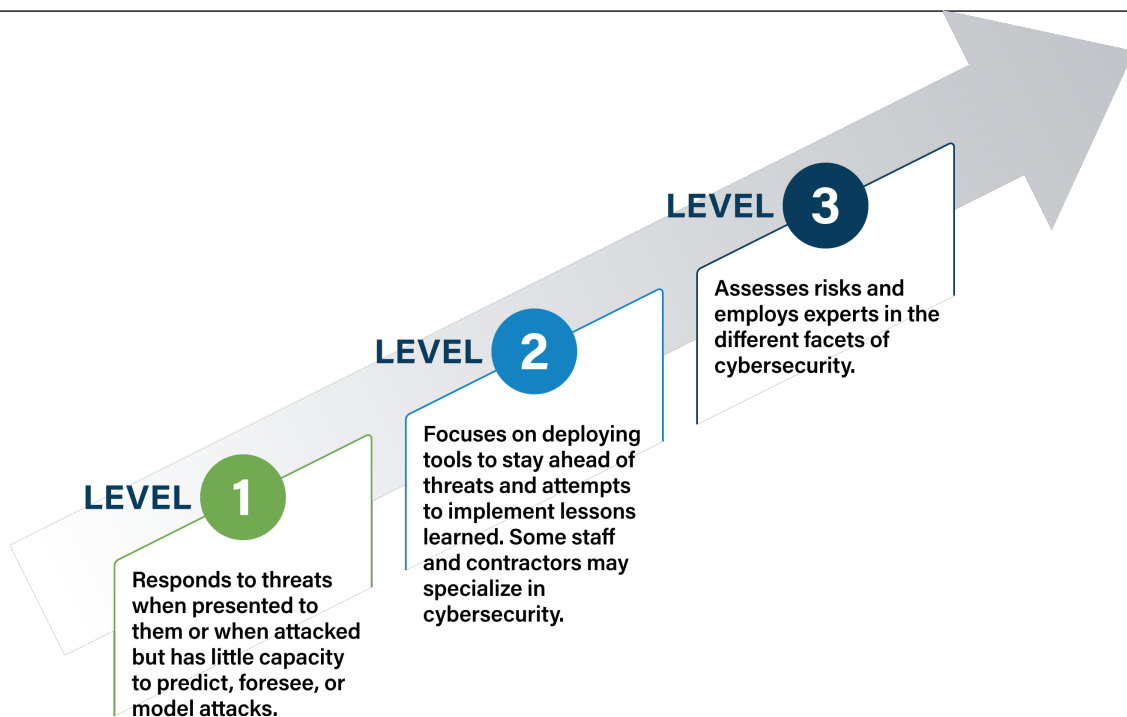 LEVEL 1
Responds to threats
when presented to
them or when attacked
but has little capacity
to predict, foresee, or
model attacks.
LEVEL 2
Focuses on deploying
tools to stay ahead of
threats and attempts
to implement lessons
learned. Some staff
and contractors may
specialize in
cybersecurity.
LEVEL 3
Assesses risks and
employs experts in the
different facets of
cybersecurity.